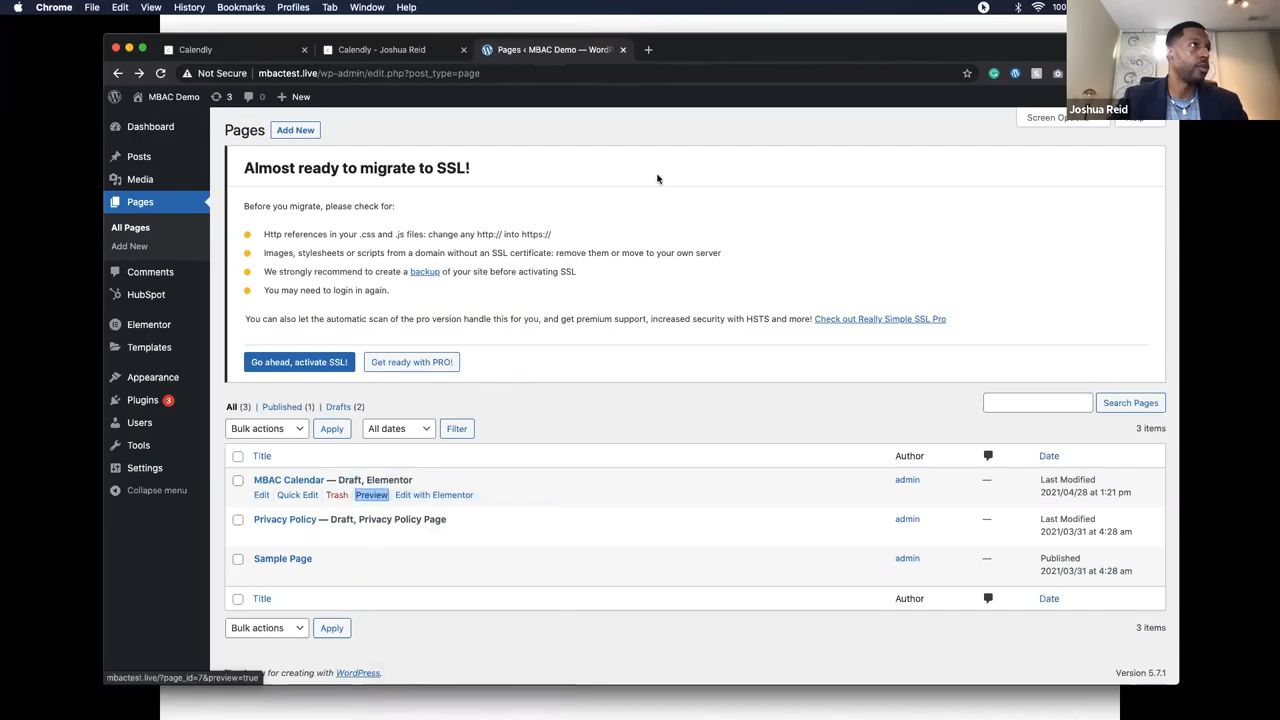 Chrome File Edit View History Bookmarks Profiles Tab Window Help
100
Calendly
Calendly - Joshua Reid
Pages ‹ MBAC Demo — WordP
Not Secure mbactest.live/wp-admin/edit.php?post_type=page
Joshua Reid
MBAC Demo 3 0 New
Dashboard
Posts
Media
Pages
All Pages
Add New
Comments
HubSpot
Elementor
Templates
Appearance
Plugins 3
Users
Tools
Settings
Collapse menu
Pages Add New
Screen
Almost ready to migrate to SSL!
Before you migrate, please check for:
Http references in your .css and .js files: change any http:// into https://
Images, stylesheets or scripts from a domain without an SSL certificate: remove them or move to your own server
We strongly recommend to create a backup of your site before activating SSL
You may need to login in again.
You can also let the automatic scan of the pro version handle this for you, and get premium support, increased security with HSTS and more! Check out Really Simple SSL Pro
Go ahead, activate SSL! Get ready with PRO!
All (3) | Published (1) | Drafts (2)
Search Pages
Bulk actions Apply All dates Filter
3 items
Title Author Date
MBAC Calendar — Draft, Elementor admin — Last Modified
Edit Quick Edit Trash Preview Edit with Elementor 2021/04/28 at 1:21 pm
Privacy Policy — Draft, Privacy Policy Page admin — Last Modified
2021/03/31 at 4:28 am
Sample Page admin — Published
2021/03/31 at 4:28 am
Title Author Date
Bulk actions Apply
3 items
for creating with WordPress.
Version 5.7.1
mbactest.live/?page_id=7&preview=true